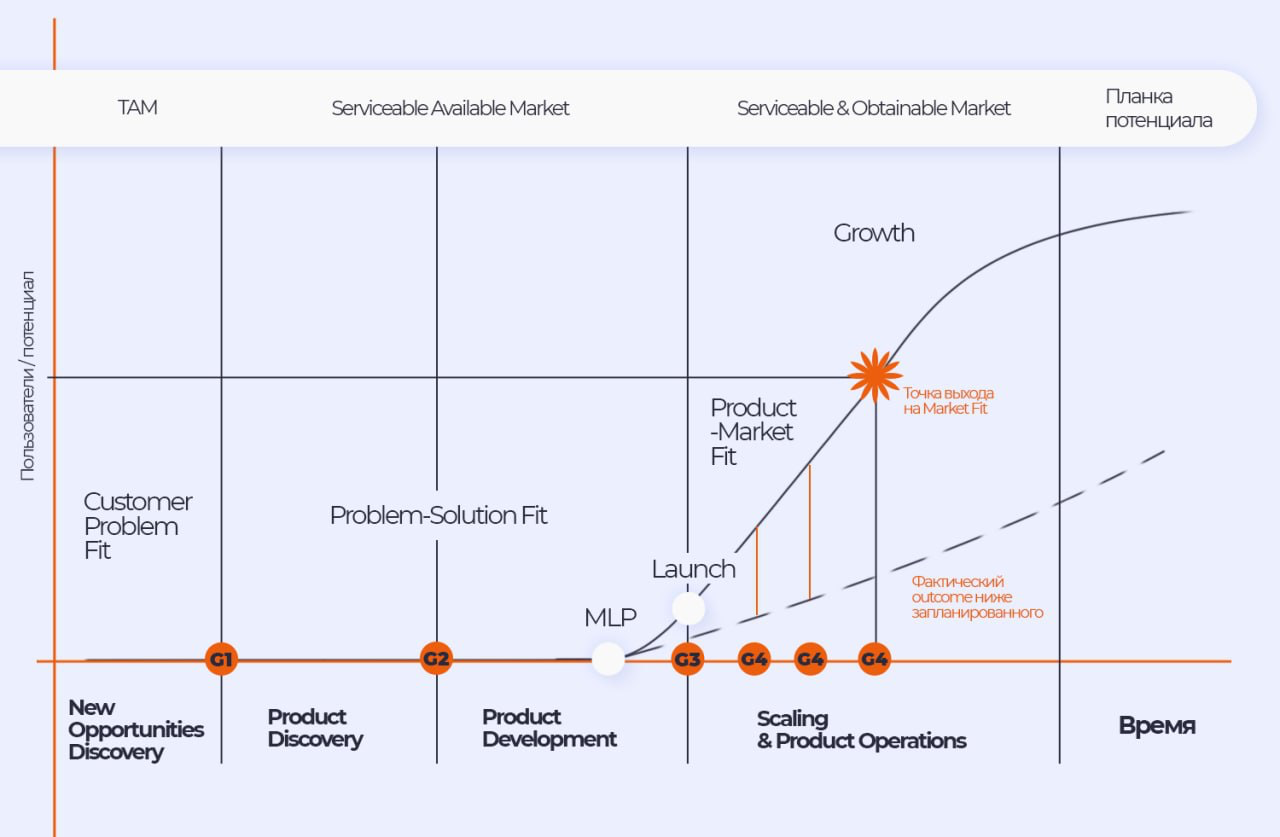 TAM
Serviceable Available Market
Serviceable & Obtainable Market
Планка
потенциала
Пользователи / потенциал
Growth
Точка выхода
на Market Fit
Product
-Market
Fit
Customer
Problem
Fit
Problem-Solution Fit
Launch
MLP
Фактический
outcome ниже
запланированного
G1
G2
G3
G4
G4
G4
New
Opportunities
Discovery
Product
Discovery
Product
Development
Scaling
& Product Operations
Время